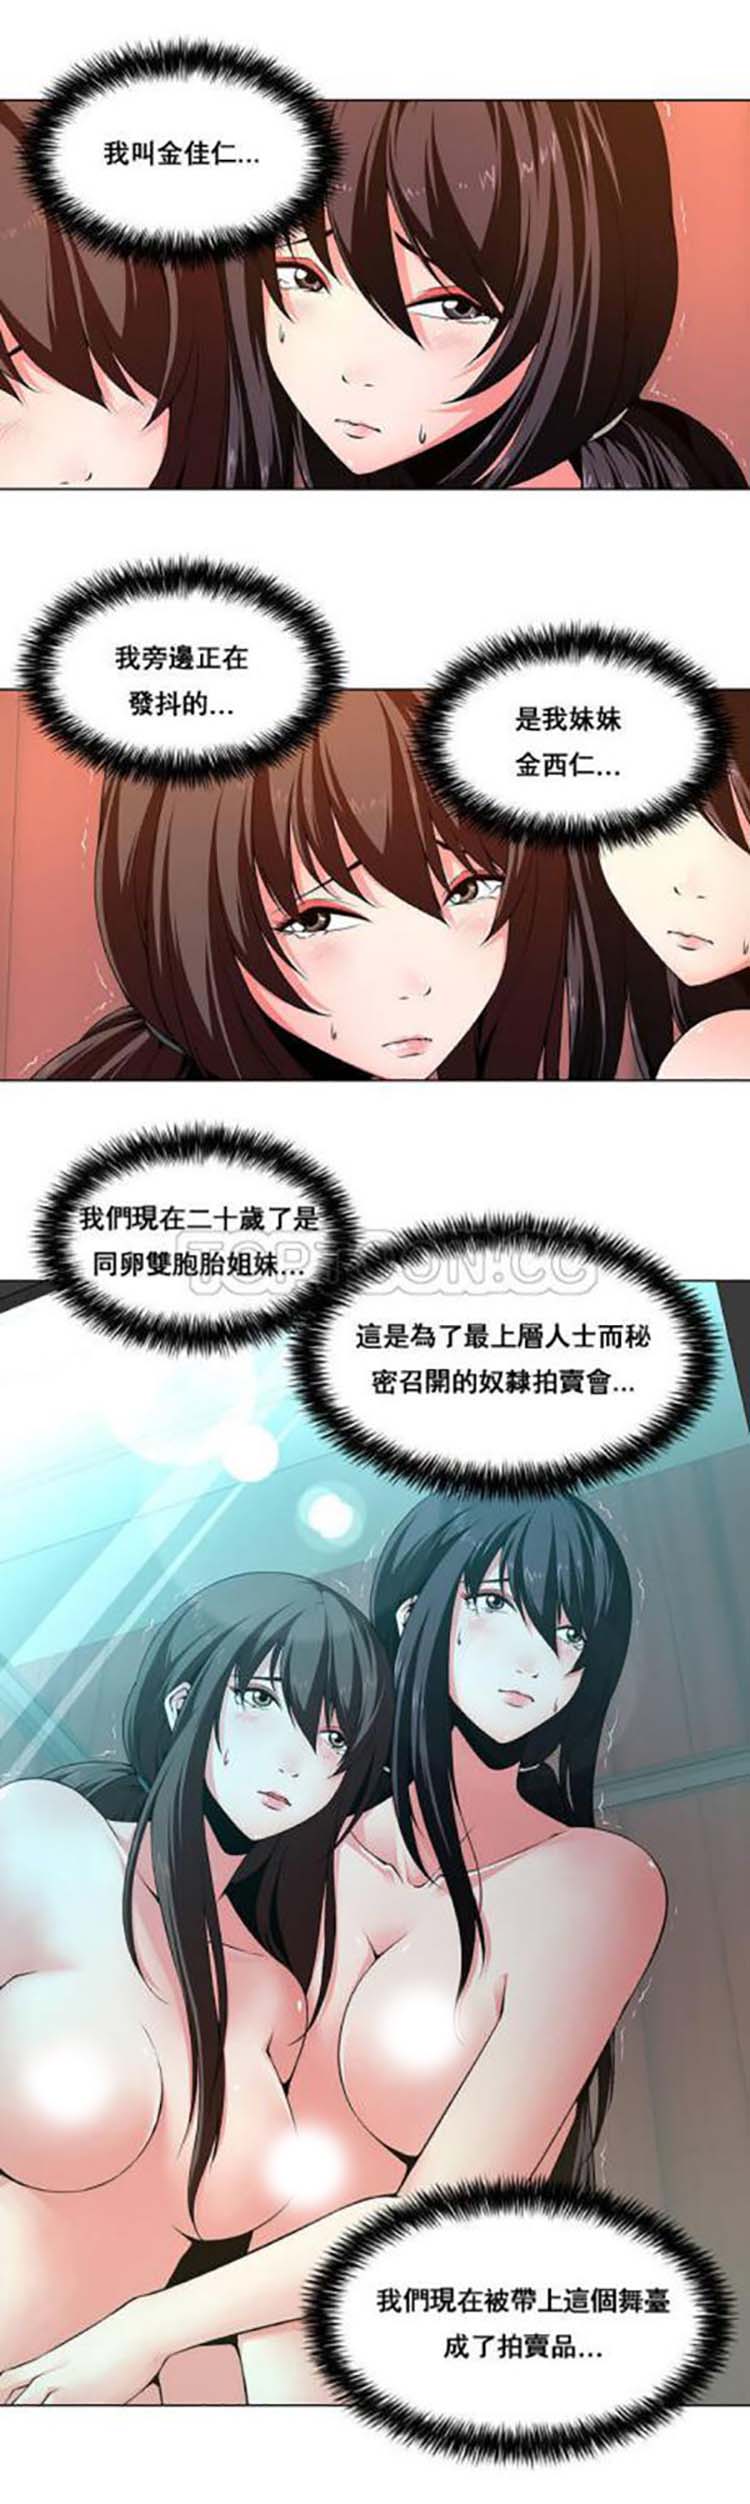 我叫金佳仁...
我旁邊正在
發抖的...
是我妹妹
金西仁...
我們現在二十歲了是
同卵雙胞胎姐妹...
TOPTOON.CC
這是為了最上層人士而秘
密召開的奴隸拍賣會...
我們現在被帶上這個舞臺
成了拍賣品...